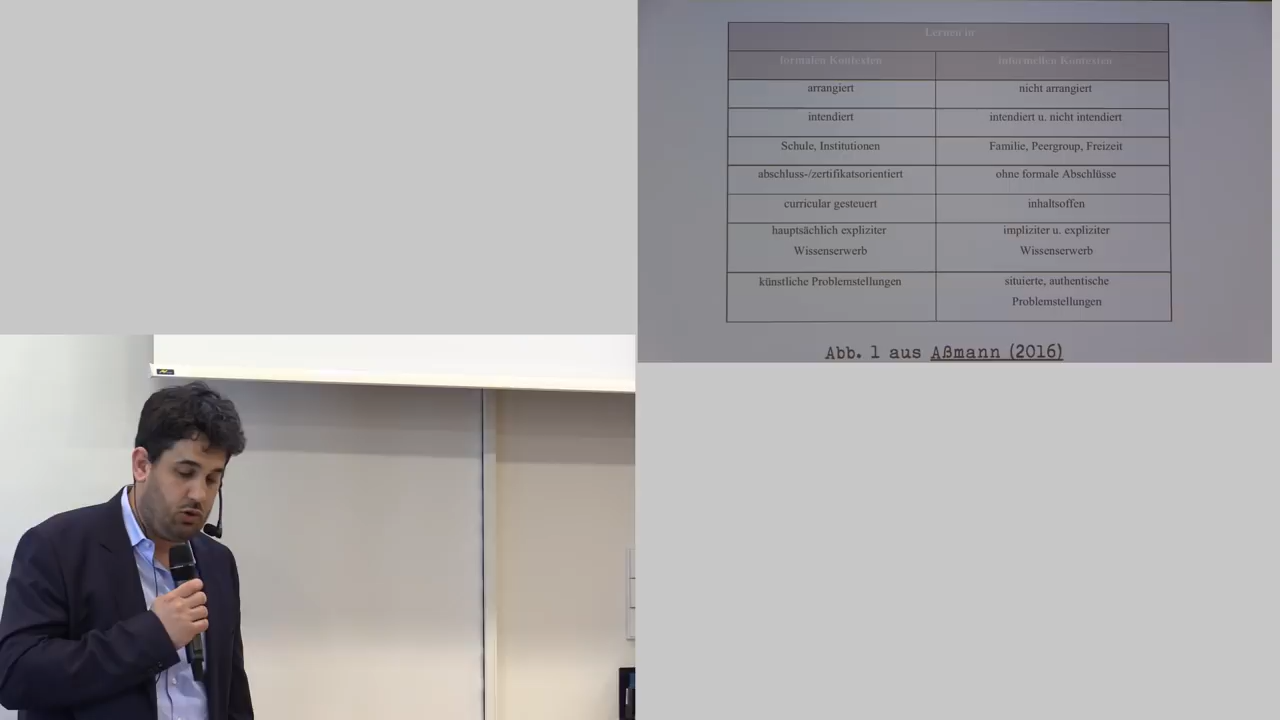 Lernen in
formalen Kontexten
informellen Kontexten
arrangiert
nicht arrangiert
intendiert
intendiert u. nicht intendiert
Schule, Institutionen
Familie, Peergroup, Freizeit
abschluss-/zertifikatsorientiert
ohne formale Abschlüsse
curricular gesteuert
inhaltsoffen
hauptsächlich expliziter
Wissenserwerb
impliziter u. expliziter
Wissenserwerb
künstliche Problemstellungen
situierte, authentische
Problemstellungen
Abb. 1 aus Aßmann (2016)